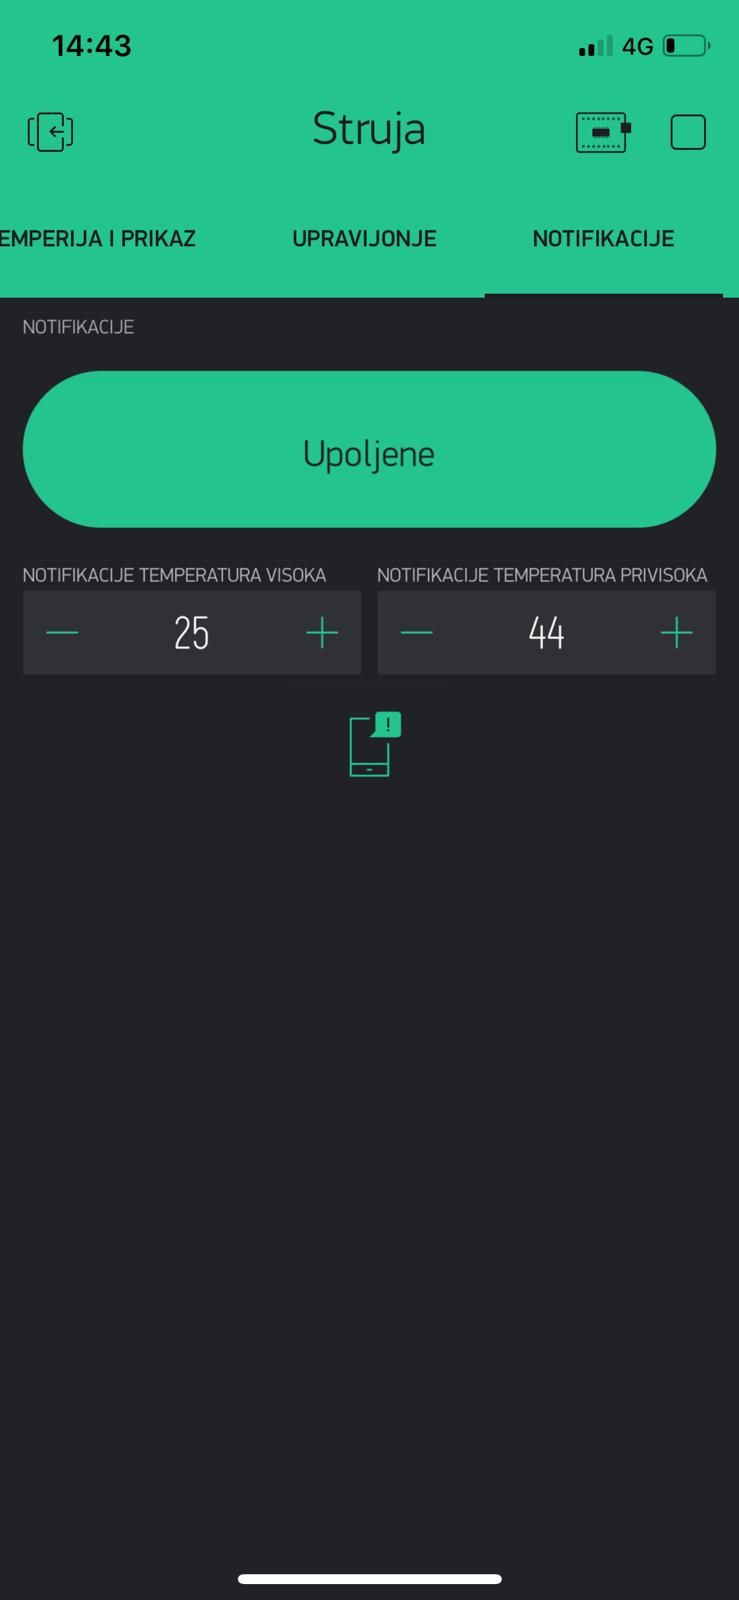 14:43 4G
Struja
EMPERIJA I PRIKAZ UPRAVIJONJE NOTIFIKACIJE
NOTIFIKACIJE
Upoljene
NOTIFIKACIJE TEMPERATURA VISOKA NOTIFIKACIJE TEMPERATURA PRIVISOKA
25 44